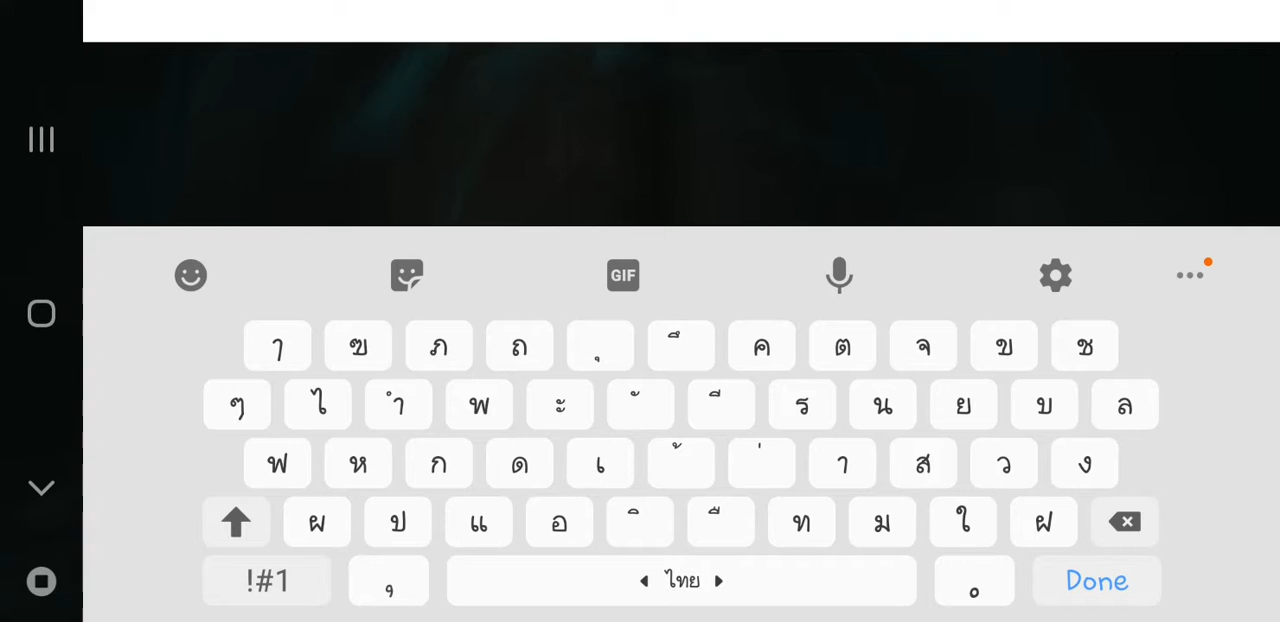 GIF
ๅ ฃ ภ ถ ุ ึ ค ต จ ข ช
ๆ ไ ำ พ ะ ั ี ร น ย บ ล
ฟ ห ก ด เ ้ ่ า ส ว ง
ผ ป แ อ ิ ื ท ม ใ ฝ
!#1 , ไทย . Done